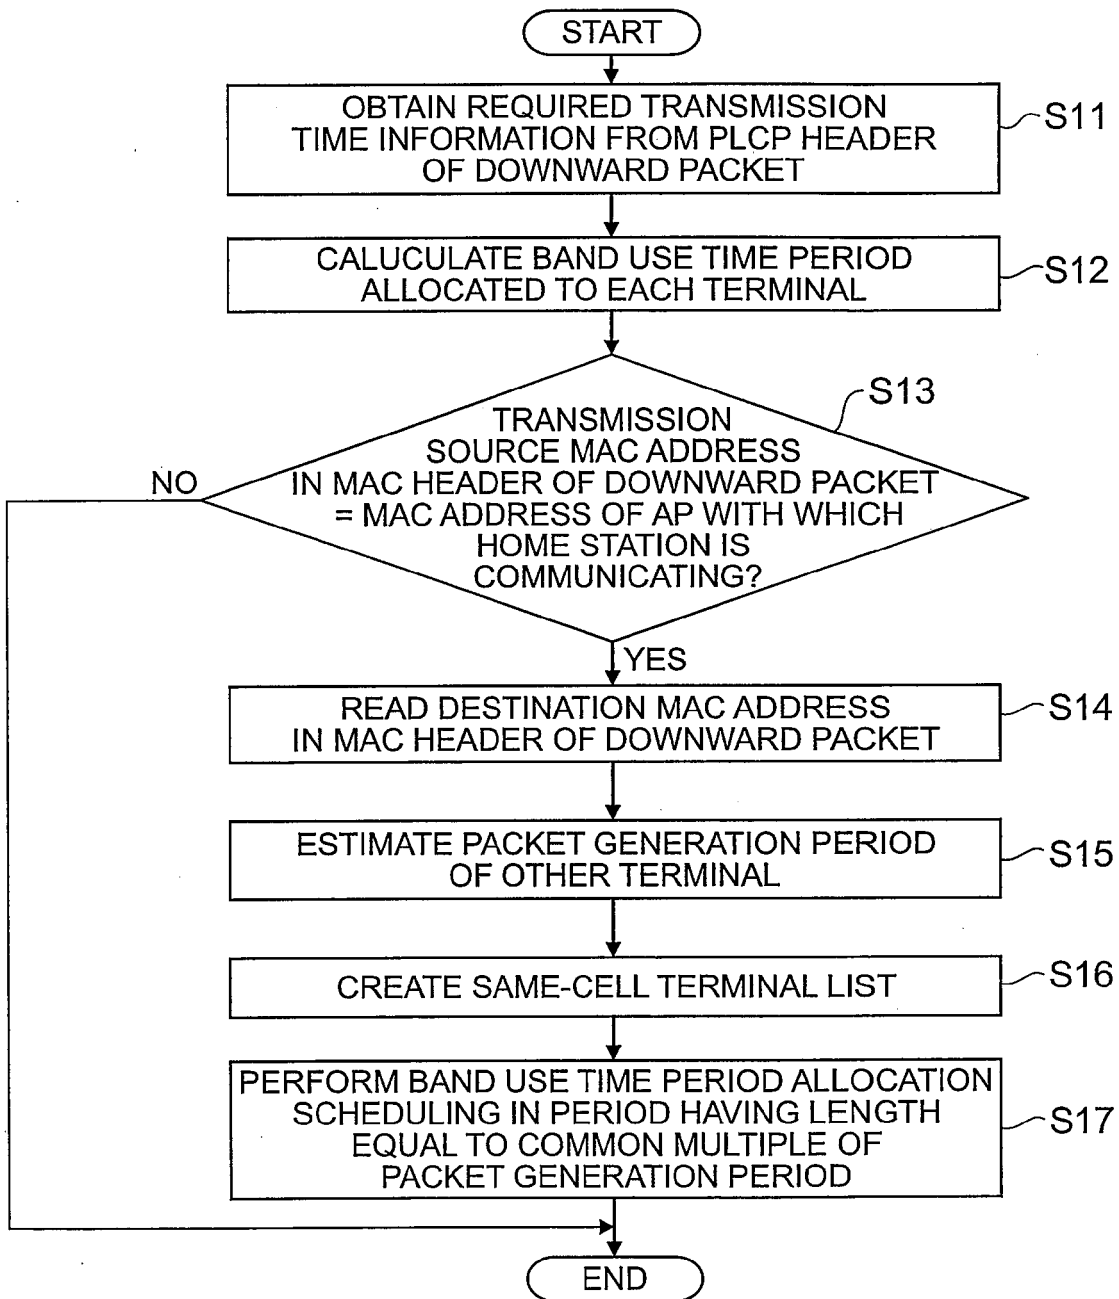 START
OBTAIN REQUIRED TRANSMISSION
TIME INFORMATION FROM PLCP HEADER
OF DOWNWARD PACKET
S11
CALUCULATE BAND USE TIME PERIOD
ALLOCATED TO EACH TERMINAL
S12
S13
TRANSMISSION
SOURCE MAC ADDRESS
IN MAC HEADER OF DOWNWARD PACKET
= MAC ADDRESS OF AP WITH WHICH
HOME STATION IS
COMMUNICATING?
NO
YES
READ DESTINATION MAC ADDRESS
IN MAC HEADER OF DOWNWARD PACKET
S14
ESTIMATE PACKET GENERATION PERIOD
OF OTHER TERMINAL
S15
CREATE SAME-CELL TERMINAL LIST
S16
PERFORM BAND USE TIME PERIOD ALLOCATION
SCHEDULING IN PERIOD HAVING LENGTH
EQUAL TO COMMON MULTIPLE OF
PACKET GENERATION PERIOD
S17
END